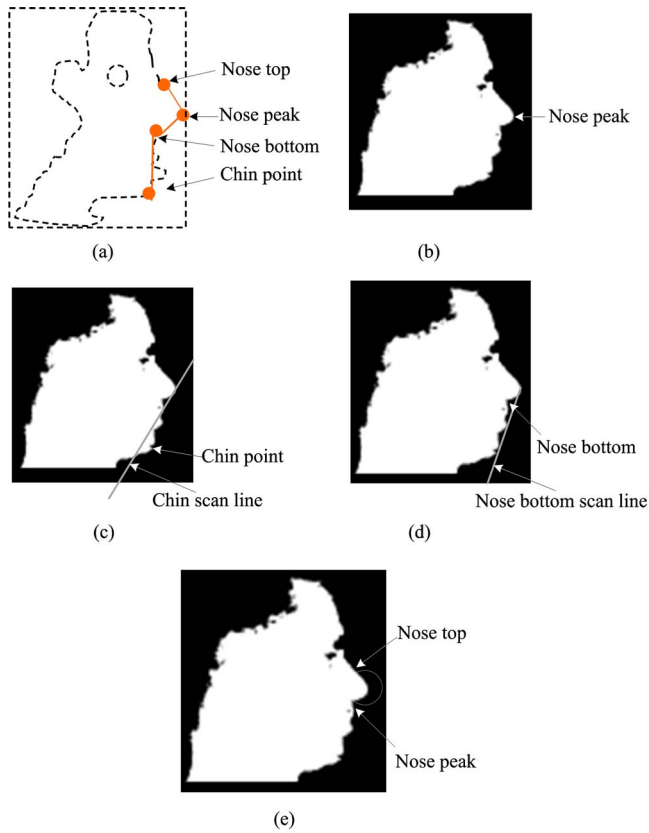 Nose top
Nose peak
Nose bottom
Chin point
(a)
Nose peak
(b)
Chin point
Chin scan line
(c)
Nose bottom
Nose bottom scan line
(d)
Nose top
Nose peak
(e)